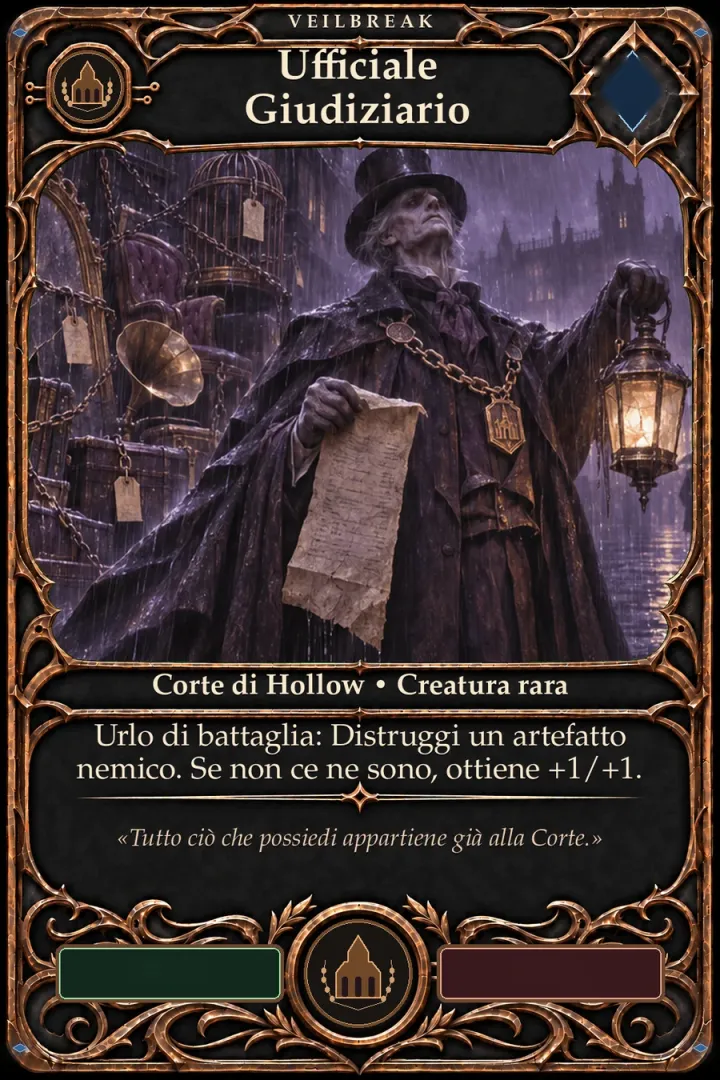 VEILBREAK
Ufficiale
Giudiziario
Corte di Hollow • Creatura rara
Urlo di battaglia: Distruggi un artefatto
nemico. Se non ce ne sono, ottiene +1/+1.
«Tutto ciò che possiedi appartiene già alla Corte.»